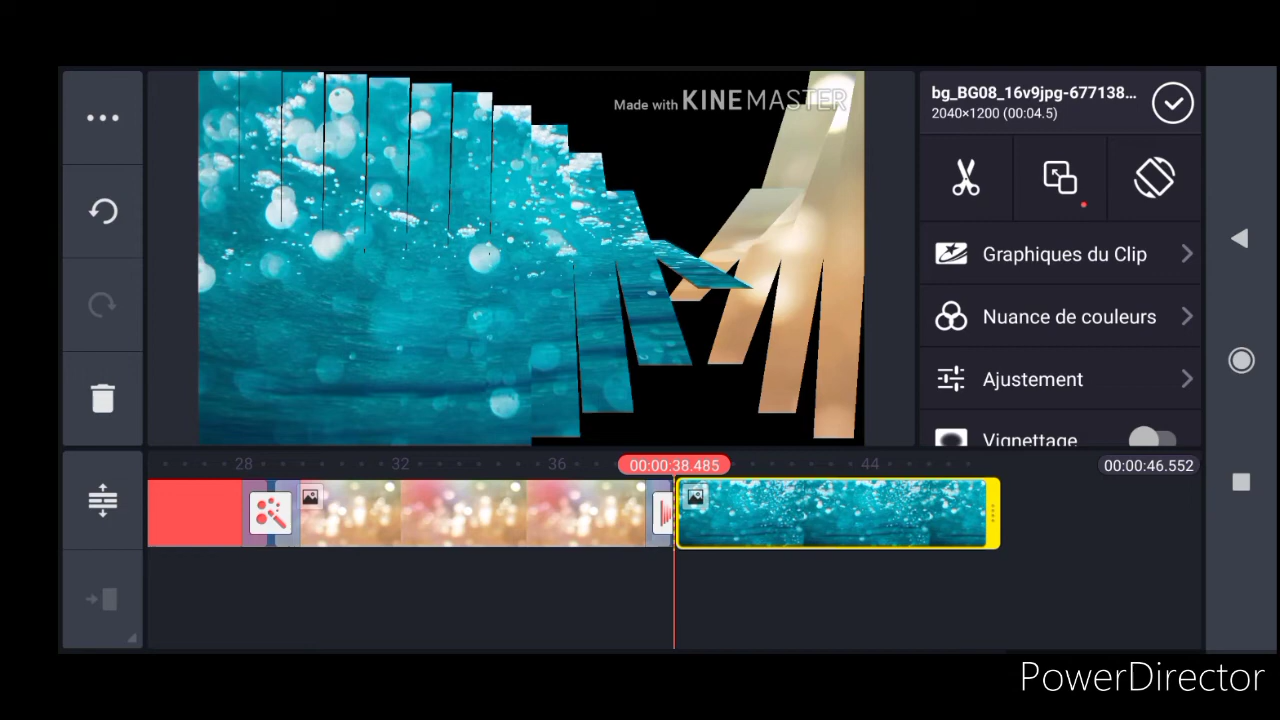 Made with KINEMASTER
bg_BG08_16v9jpg-677138...
2040×1200 (00:04.5)
Graphiques du Clip
Nuance de couleurs
Ajustement
Vignettage
28
32
36
00:00:38.485
44
00:00:46.552
PowerDirector